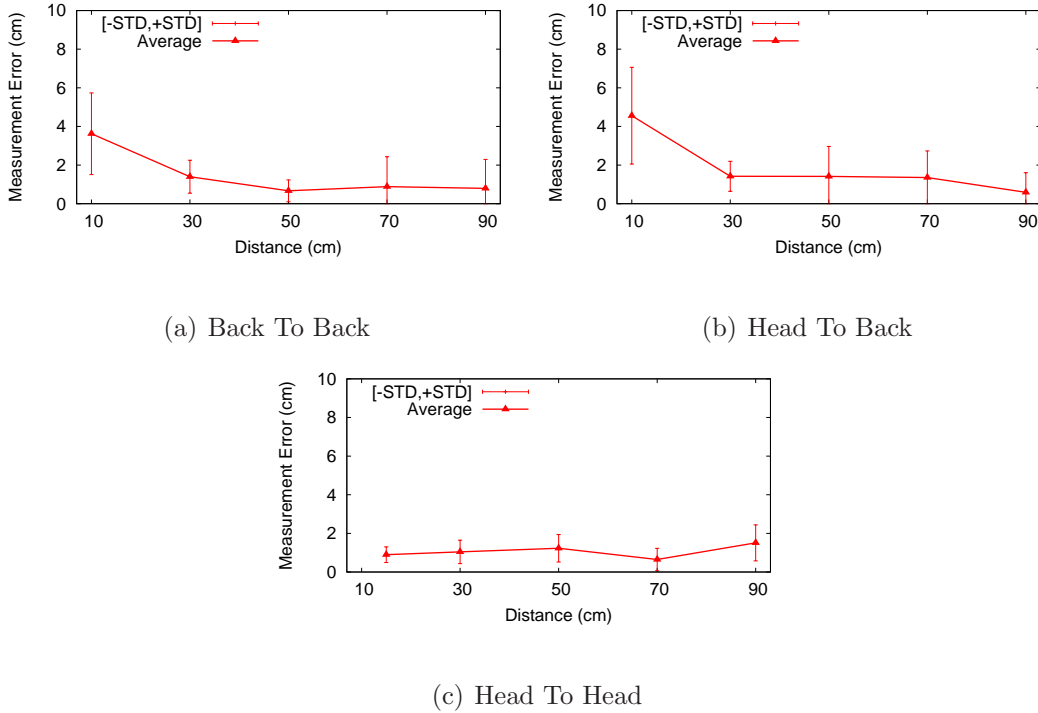 [-STD,+STD]
Average
Measurement Error (cm)
10
8
6
4
2
0
10 30 50 70 90
Distance (cm)
(a) Back To Back
[-STD,+STD]
Average
Measurement Error (cm)
10
8
6
4
2
0
10 30 50 70 90
Distance (cm)
(b) Head To Back
[-STD,+STD]
Average
Measurement Error (cm)
10
8
6
4
2
0
10 30 50 70 90
Distance (cm)
(c) Head To Head